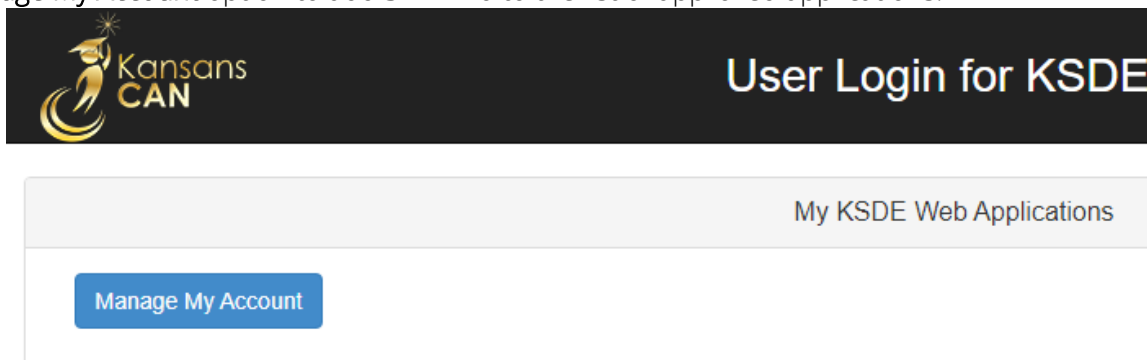 Kansans
CAN
User Login for KSDE
My KSDE Web Applications
Manage My Account